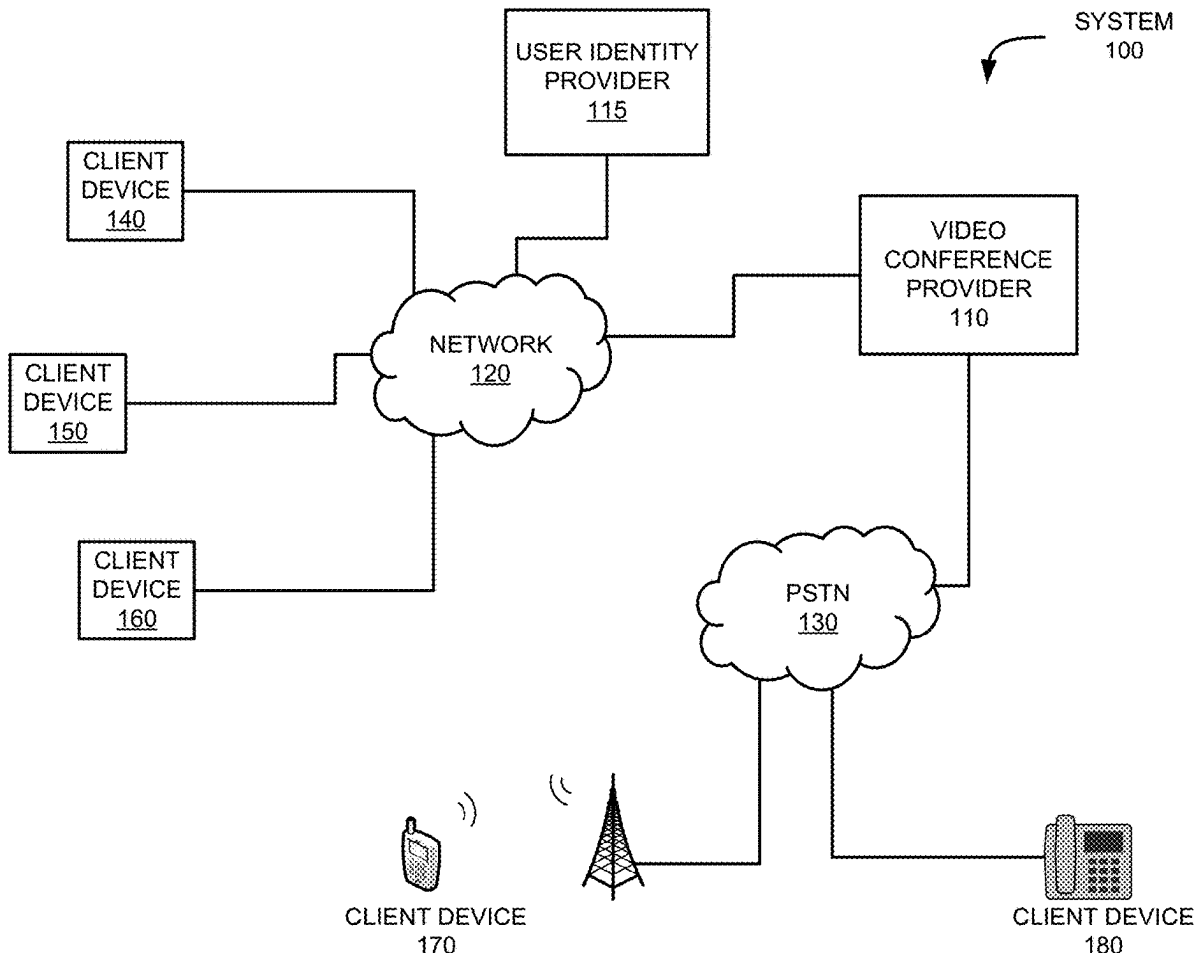 SYSTEM
100
USER IDENTITY
PROVIDER
115
CLIENT
DEVICE
140
VIDEO
CONFERENCE
PROVIDER
110
NETWORK
120
CLIENT
DEVICE
150
CLIENT
DEVICE
160
PSTN
130
CLIENT DEVICE
170
CLIENT DEVICE
180